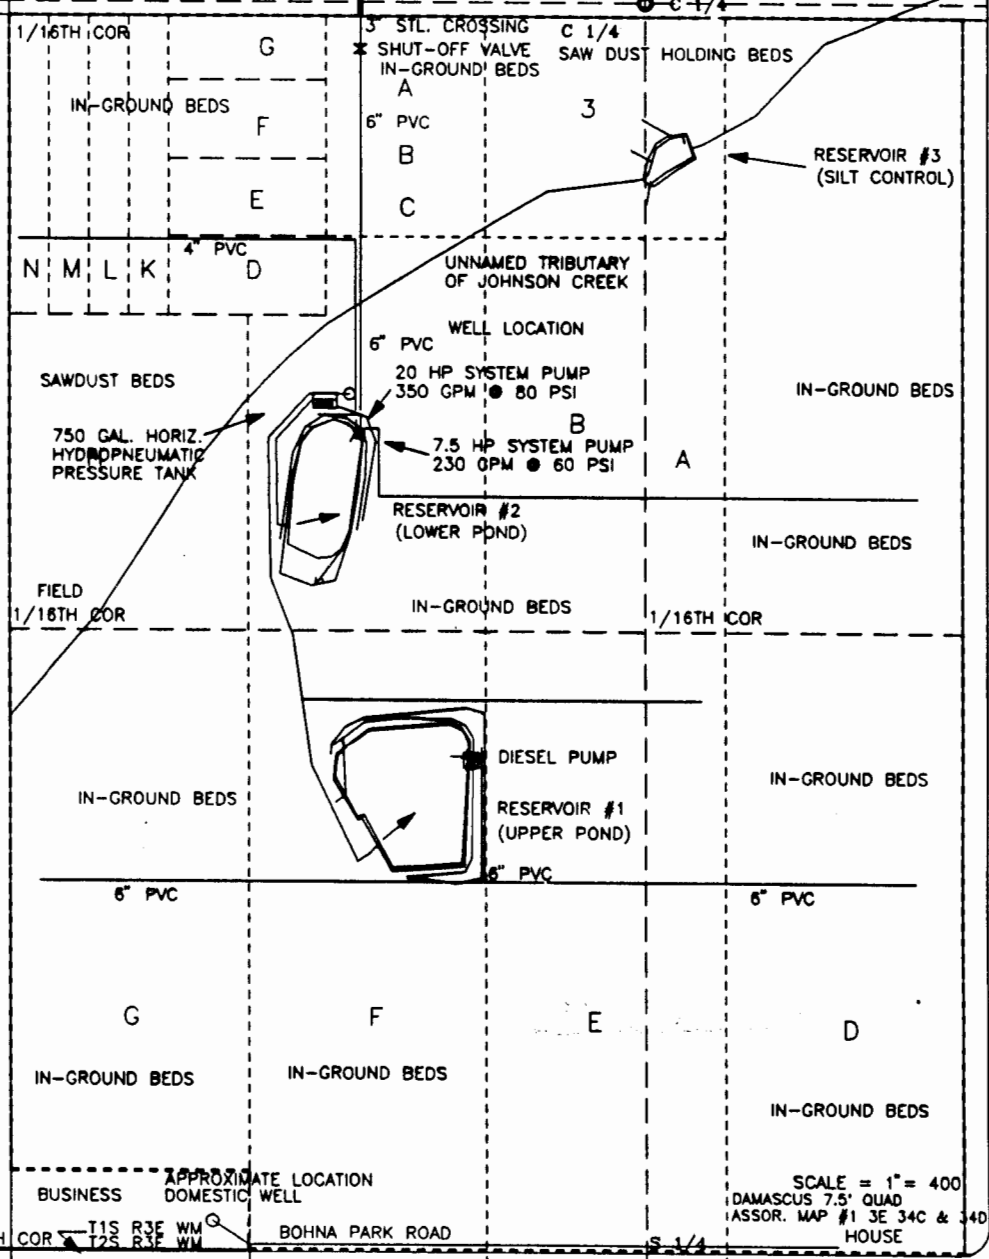 C 1/4
1/16TH COR
G
3" STL. CROSSING
SHUT-OFF VALVE
IN-GROUND BEDS
C 1/4
SAW DUST HOLDING BEDS
IN-GROUND BEDS
A
F
6" PVC
3
B
RESERVOIR #3
(SILT CONTROL)
E
C
4" PVC
N M L K D
UNNAMED TRIBUTARY
OF JOHNSON CREEK
WELL LOCATION
6" PVC
SAWDUST BEDS
20 HP SYSTEM PUMP
350 GPM @ 80 PSI
IN-GROUND BEDS
B
750 GAL. HORIZ.
HYDROPNEUMATIC
PRESSURE TANK
7.5 HP SYSTEM PUMP
230 GPM @ 60 PSI
A
RESERVOIR #2
(LOWER POND)
IN-GROUND BEDS
FIELD
1/16TH COR
IN-GROUND BEDS
1/16TH COR
DIESEL PUMP
IN-GROUND BEDS
IN-GROUND BEDS
RESERVOIR #1
(UPPER POND)
6" PVC
6" PVC
6" PVC
G
F
E
D
IN-GROUND BEDS
IN-GROUND BEDS
IN-GROUND BEDS
BUSINESS
APPROXIMATE LOCATION
DOMESTIC WELL
SCALE = 1" = 400
DAMASCUS 7.5' QUAD
ASSOR. MAP #1 3E 34C & 34D
HOUSE
T1S R3E WM
T2S R3E WM
COR
BOHNA PARK ROAD
S 1/4